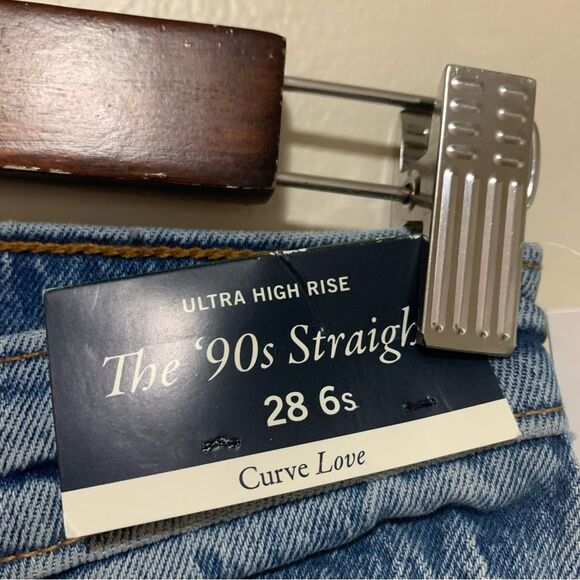 ULTRA HIGH RISE
The ‘90s Straigh
28 6s
Curve Love